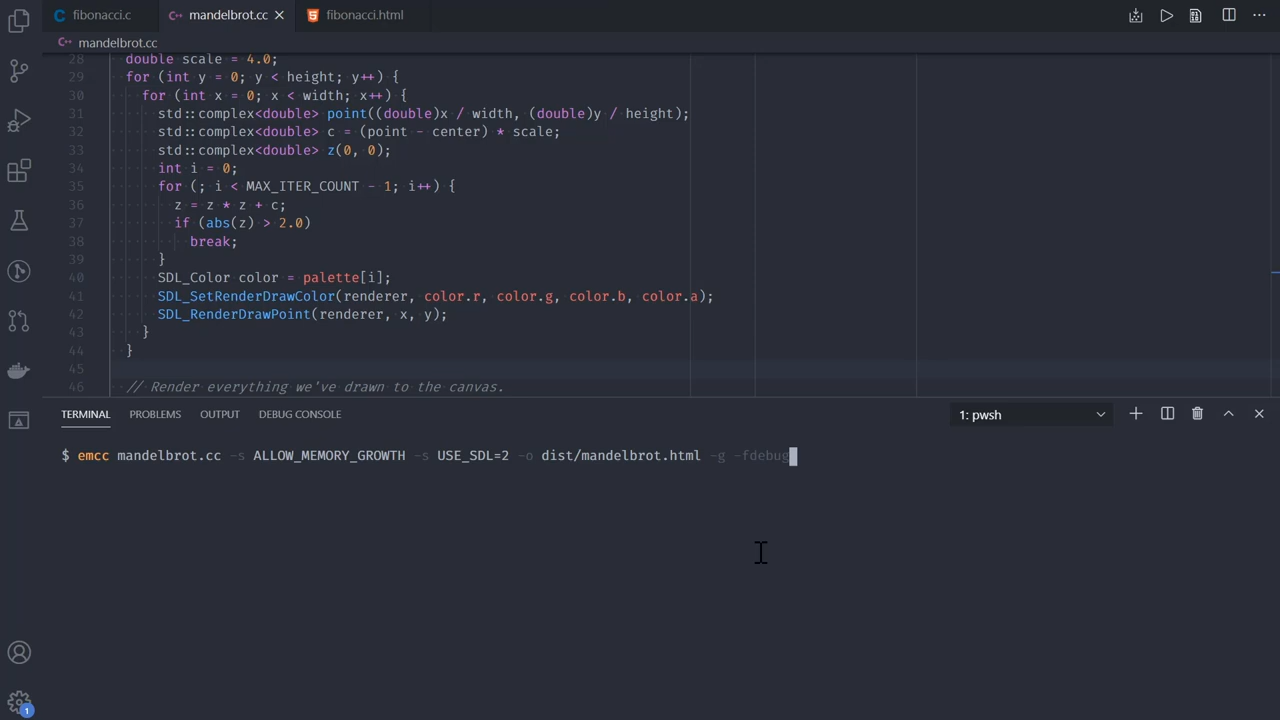 fibonacci.c mandelbrot.cc fibonacci.html
mandelbrot.cc
28 double scale = 4.0;
29 for (int y = 0; y < height; y++) {
30 for (int x = 0; x < width; x++) {
31 std::complex<double> point((double)x / width, (double)y / height);
32 std::complex<double> c = (point - center) * scale;
33 std::complex<double> z(0, 0);
34 int i = 0;
35 for (; i < MAX_ITER_COUNT - 1; i++) {
36 z = z * z + c;
37 if (abs(z) > 2.0)
38 break;
39 }
40 SDL_Color color = palette[i];
41 SDL_SetRenderDrawColor(renderer, color.r, color.g, color.b, color.a);
42 SDL_RenderDrawPoint(renderer, x, y);
43 }
44 }
45
46 // Render everything we've drawn to the canvas.
TERMINAL PROBLEMS OUTPUT DEBUG CONSOLE 1: pwsh
$ emcc mandelbrot.cc -s ALLOW_MEMORY_GROWTH -s USE_SDL=2 -o dist/mandelbrot.html -g -fdebug
1